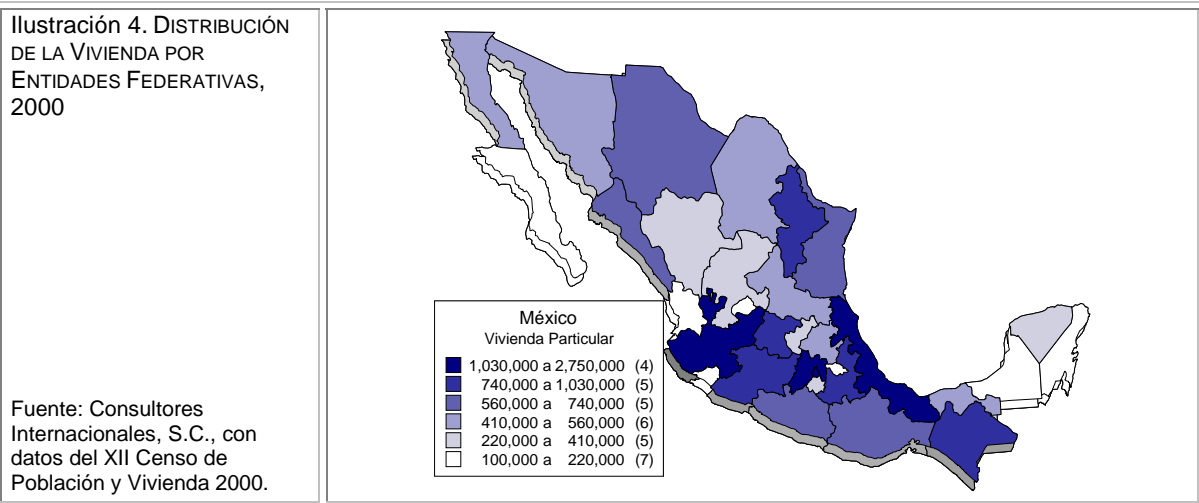 Ilustración 4. DISTRIBUCIÓN
DE LA VIVIENDA POR
ENTIDADES FEDERATIVAS,
2000
Fuente: Consultores
Internacionales, S.C., con
datos del XII Censo de
Población y Vivienda 2000.
México
Vivienda Particular
1,030,000 a 2,750,000 (4)
740,000 a 1,030,000 (5)
560,000 a 740,000 (5)
410,000 a 560,000 (6)
220,000 a 410,000 (5)
100,000 a 220,000 (7)